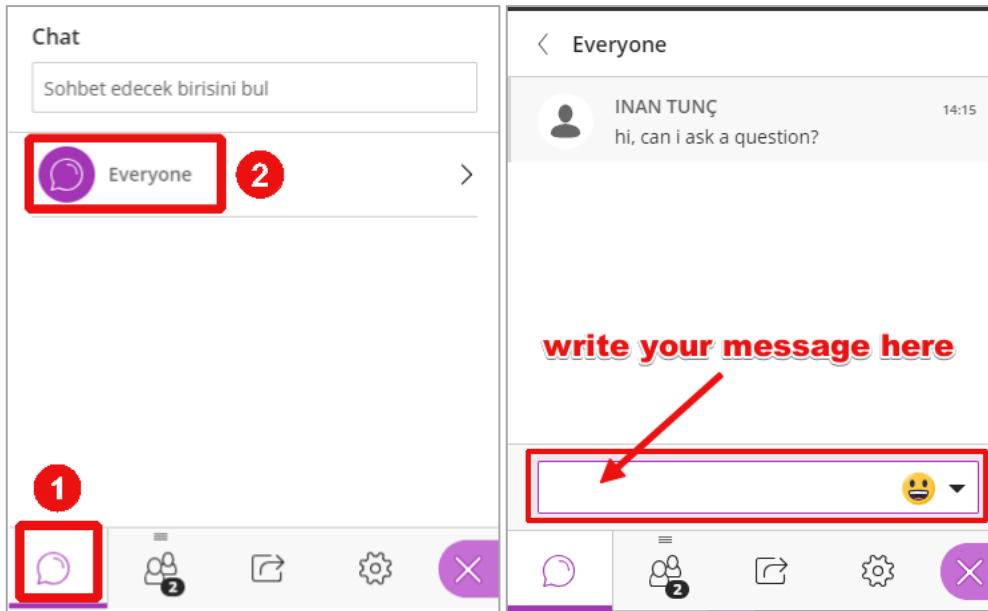 Chat
Sohbet edecek birisini bul
Everyone
2
1
2
Everyone
INAN TUNÇ
14:15
hi, can i ask a question?
write your message here
2